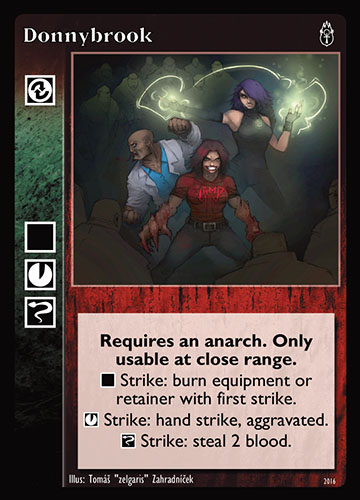 Donnybrook
Requires an anarch. Only
usable at close range.
Strike: burn equipment or
retainer with first strike.
Strike: hand strike, aggravated.
Strike: steal 2 blood.
Illus: Tomáš "zelgaris" Zahradníček
2016